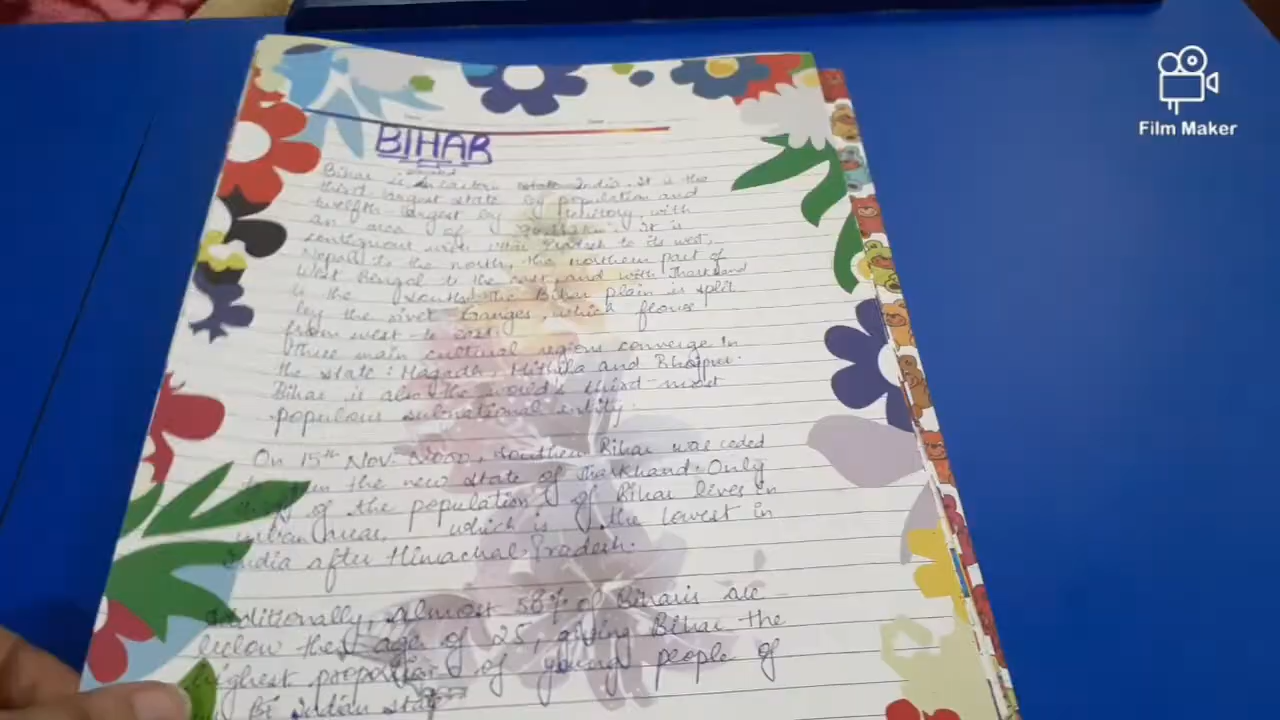 Film Maker
BIHAR
Bihar is eastern state India. It is the
third-largest state by population and
twelfth-largest by territory, with
an area of It is
contiguous with Uttar Pradesh to its west,
Nepal to the north, the northern part of
West Bengal to the east, and with Jharkhand
to the south. The Bihar plain is split
by the river Ganges, which flows
from west to east.
Three main cultural regions converge in
the state: Magadh, Mithila and Bhojpur.
Bihar is also the world's third-most
populous subnational entity.
On 15th Nov. 2000, southern Bihar was ceded
to form the new state of Jharkhand. Only
of the population of Bihar lives in
urban areas, which is the lowest in
India after Himachal Pradesh.
Additionally, almost 58% of Biharis are
below the age of 25, giving Bihar the
highest proportion of young people of
Indian state